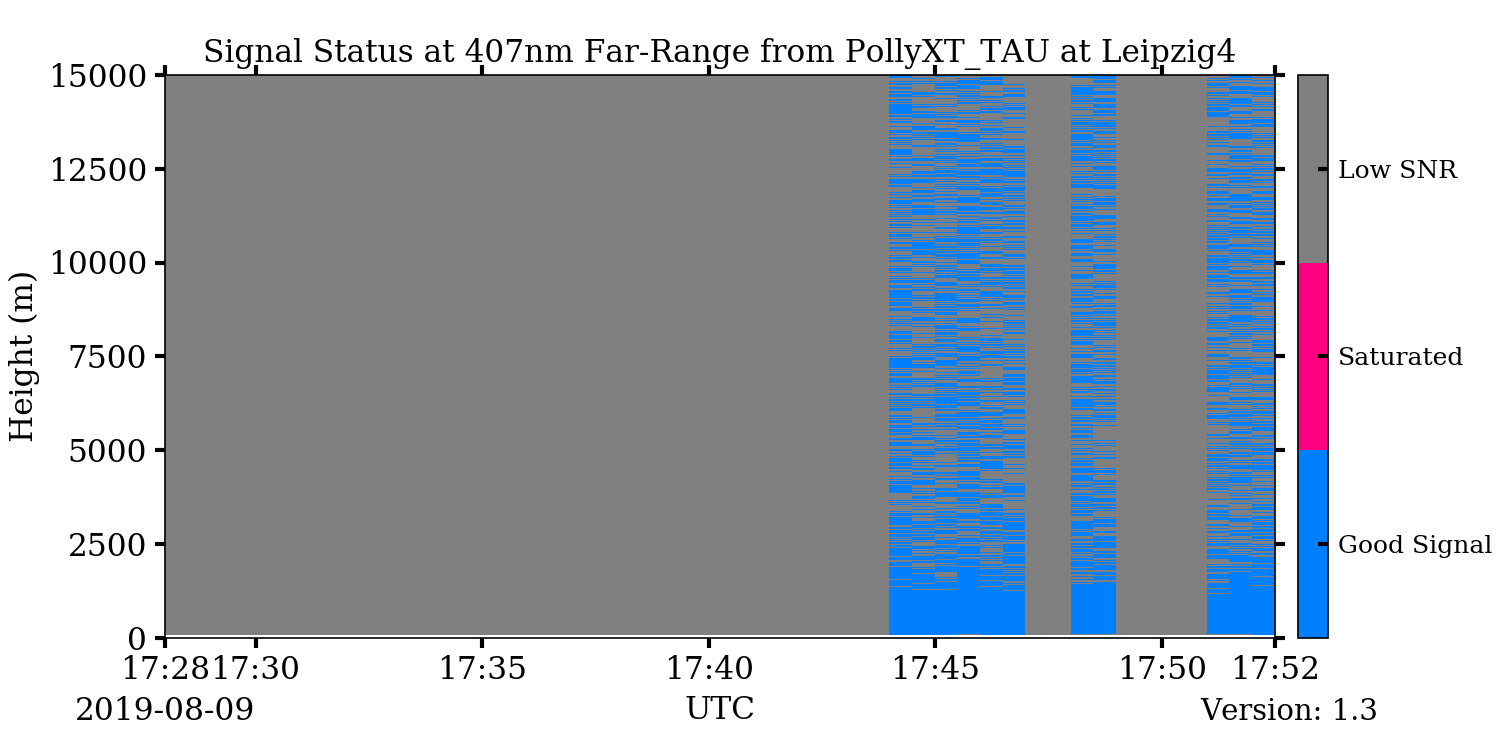 Signal Status at 407nm Far-Range from PollyXT_TAU at Leipzig4
15000
12500
10000
7500
5000
2500
0
Height (m)
17:28 17:30 17:35 17:40 17:45 17:50 17:52
2019-08-09 UTC Version: 1.3
Low SNR
Saturated
Good Signal